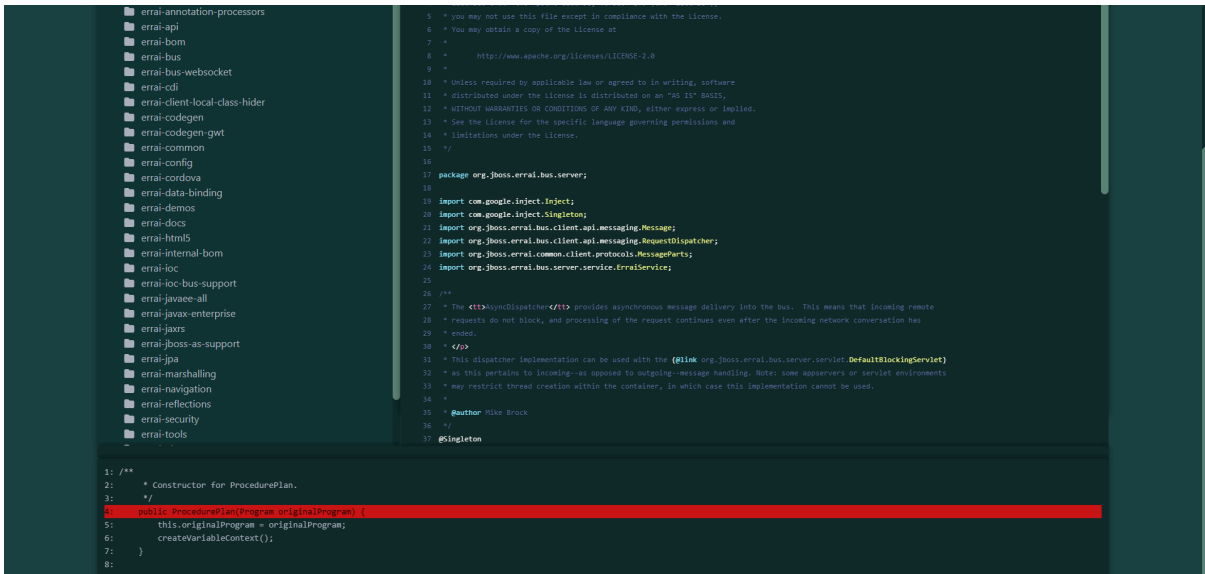 errai-annotation-processors
errai-api
errai-bom
errai-bus
errai-bus-websocket
errai-cdi
errai-client-local-class-hider
errai-codegen
errai-codegen-gwt
errai-common
errai-config
errai-cordova
errai-data-binding
errai-demos
errai-docs
errai-html5
errai-internal-bom
errai-ioc
errai-ioc-bus-support
errai-javaee-all
errai-javax-enterprise
errai-jaxrs
errai-jboss-as-support
errai-jpa
errai-marshalling
errai-navigation
errai-reflections
errai-security
errai-tools
5 * you may not use this file except in compliance with the License.
6 * You may obtain a copy of the License at
7 *
8 * http://www.apache.org/licenses/LICENSE-2.0
9 *
10 * Unless required by applicable law or agreed to in writing, software
11 * distributed under the License is distributed on an "AS IS" BASIS,
12 * WITHOUT WARRANTIES OR CONDITIONS OF ANY KIND, either express or implied.
13 * See the License for the specific language governing permissions and
14 * limitations under the License.
15 */
16
17 package org.jboss.errai.bus.server;
18
19 import com.google.inject.Inject;
20 import com.google.inject.Singleton;
21 import org.jboss.errai.bus.client.api.messaging.Message;
22 import org.jboss.errai.bus.client.api.messaging.RequestDispatcher;
23 import org.jboss.errai.common.client.protocols.MessageParts;
24 import org.jboss.errai.bus.server.service.ErraiService;
25
26 /**
27 * The <tt>AsyncDispatcher</tt> provides asynchronous message delivery into the bus.  This means that incoming remote
28 * requests do not block, and processing of the request continues even after the incoming network conversation has
29 * ended.
30 * </p>
31 * This dispatcher implementation can be used with the {@link org.jboss.errai.bus.server.servlet.DefaultBlockingServlet}
32 * as this pertains to incoming--as opposed to outgoing--message handling. Note: some appservers or servlet environments
33 * may restrict thread creation within the container, in which case this implementation cannot be used.
34 *
35 * @author Mike Brock
36 */
37 @Singleton
1: /**
2: * Constructor for ProcedurePlan.
3: */
4: public ProcedurePlan(Program originalProgram) {
5: this.originalProgram = originalProgram;
6: createVariableContext();
7: }
8: